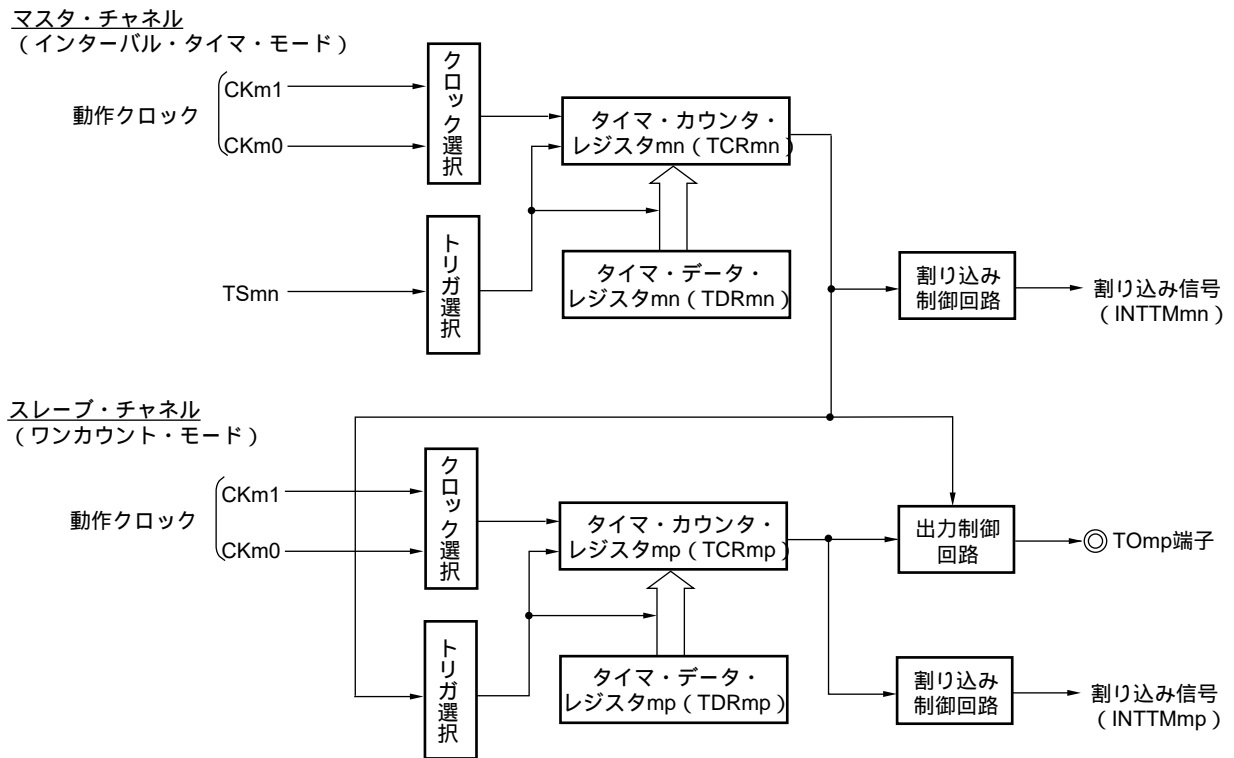 マスタ・チャネル
（インターバル・タイマ・モード）
動作クロック
CKm1
CKm0
クロック選択
タイマ・カウンタ・
レジスタmn（TCRmn）
TSmn
トリガ選択
タイマ・データ・
レジスタmn（TDRmn）
割り込み
制御回路
割り込み信号
（INTTMmn）
スレーブ・チャネル
（ワンカウント・モード）
動作クロック
CKm1
CKm0
クロック選択
タイマ・カウンタ・
レジスタmp（TCRmp）
出力制御
回路
TOmp端子
トリガ選択
タイマ・データ・
レジスタmp（TDRmp）
割り込み
制御回路
割り込み信号
（INTTMmp）